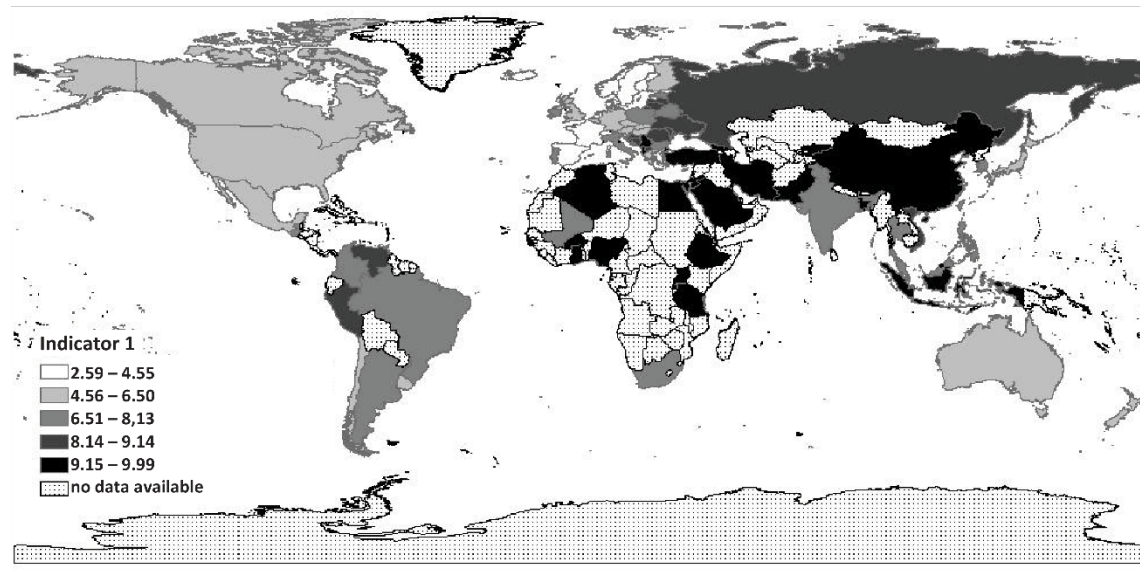 Indicator 1
2.59 – 4.55
4.56 – 6.50
6.51 – 8,13
8.14 – 9.14
9.15 – 9.99
no data available